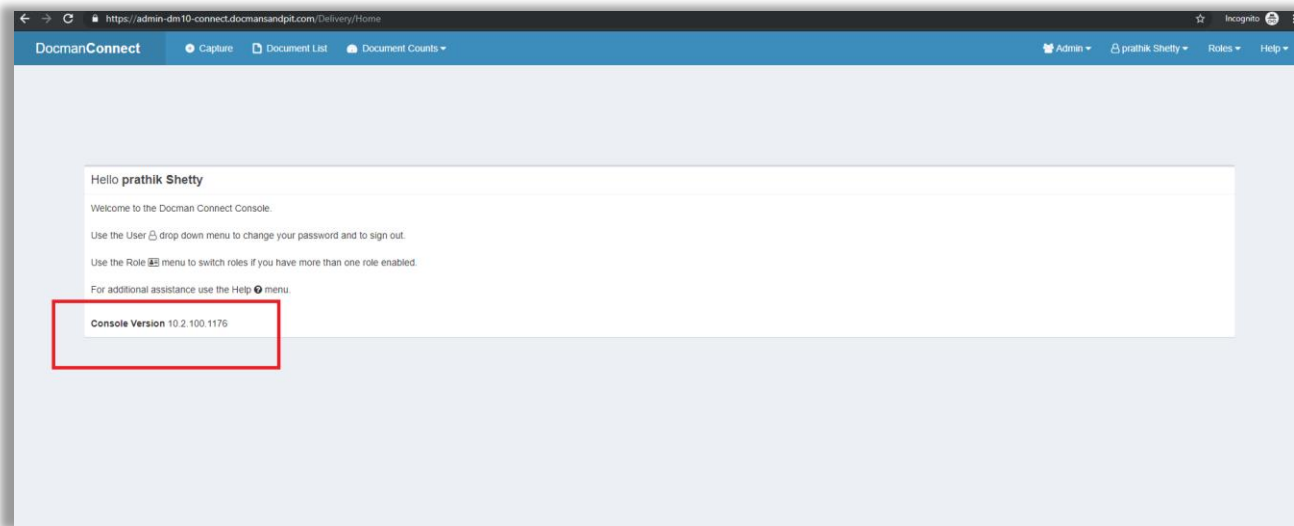 https://admin-dm10-connect.docmansandpit.com/Delivery/Home Incognito
DocmanConnect Capture Document List Document Counts Admin prathik Shetty Roles Help
Hello prathik Shetty
Welcome to the Docman Connect Console.
Use the User drop down menu to change your password and to sign out.
Use the Role menu to switch roles if you have more than one role enabled.
For additional assistance use the Help menu.
Console Version 10.2.100.1176